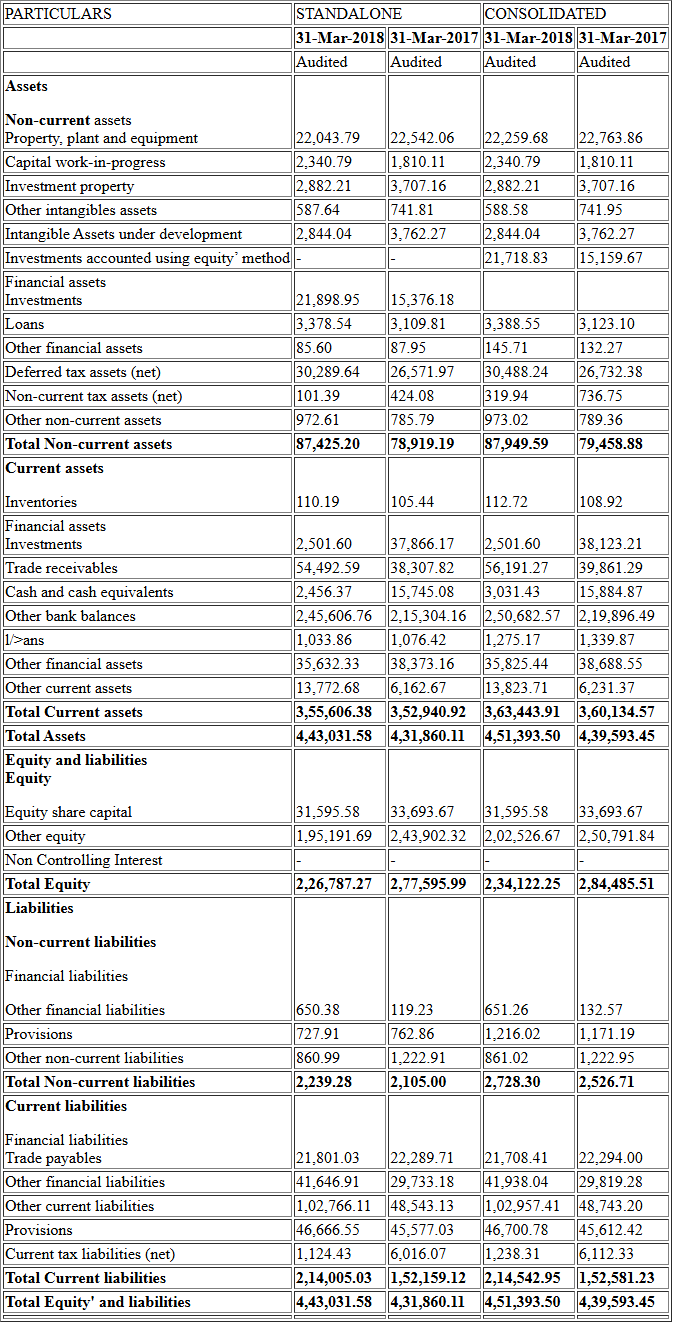 PARTICULARS STANDALONE CONSOLIDATED
31-Mar-2018 31-Mar-2017 31-Mar-2018 31-Mar-2017
Audited Audited Audited Audited
Assets
Non-current assets
Property, plant and equipment 22,043.79 22,542.06 22,259.68 22,763.86
Capital work-in-progress 2,340.79 1,810.11 2,340.79 1,810.11
Investment property 2,882.21 3,707.16 2,882.21 3,707.16
Other intangibles assets 587.64 741.81 588.58 741.95
Intangible Assets under development 2,844.04 3,762.27 2,844.04 3,762.27
Investments accounted using equity’ method - - 21,718.83 15,159.67
Financial assets
Investments 21,898.95 15,376.18
Loans 3,378.54 3,109.81 3,388.55 3,123.10
Other financial assets 85.60 87.95 145.71 132.27
Deferred tax assets (net) 30,289.64 26,571.97 30,488.24 26,732.38
Non-current tax assets (net) 101.39 424.08 319.94 736.75
Other non-current assets 972.61 785.79 973.02 789.36
Total Non-current assets 87,425.20 78,919.19 87,949.59 79,458.88
Current assets
Inventories 110.19 105.44 112.72 108.92
Financial assets
Investments 2,501.60 37,866.17 2,501.60 38,123.21
Trade receivables 54,492.59 38,307.82 56,191.27 39,861.29
Cash and cash equivalents 2,456.37 15,745.08 3,031.43 15,884.87
Other bank balances 2,45,606.76 2,15,304.16 2,50,682.57 2,19,896.49
l/>ans 1,033.86 1,076.42 1,275.17 1,339.87
Other financial assets 35,632.33 38,373.16 35,825.44 38,688.55
Other current assets 13,772.68 6,162.67 13,823.71 6,231.37
Total Current assets 3,55,606.38 3,52,940.92 3,63,443.91 3,60,134.57
Total Assets 4,43,031.58 4,31,860.11 4,51,393.50 4,39,593.45
Equity and liabilities
Equity
Equity share capital 31,595.58 33,693.67 31,595.58 33,693.67
Other equity 1,95,191.69 2,43,902.32 2,02,526.67 2,50,791.84
Non Controlling Interest - - - -
Total Equity 2,26,787.27 2,77,595.99 2,34,122.25 2,84,485.51
Liabilities
Non-current liabilities
Financial liabilities
Other financial liabilities 650.38 119.23 651.26 132.57
Provisions 727.91 762.86 1,216.02 1,171.19
Other non-current liabilities 860.99 1,222.91 861.02 1,222.95
Total Non-current liabilities 2,239.28 2,105.00 2,728.30 2,526.71
Current liabilities
Financial liabilities
Trade payables 21,801.03 22,289.71 21,708.41 22,294.00
Other financial liabilities 41,646.91 29,733.18 41,938.04 29,819.28
Other current liabilities 1,02,766.11 48,543.13 1,02,957.41 48,743.20
Provisions 46,666.55 45,577.03 46,700.78 45,612.42
Current tax liabilities (net) 1,124.43 6,016.07 1,238.31 6,112.33
Total Current liabilities 2,14,005.03 1,52,159.12 2,14,542.95 1,52,581.23
Total Equity' and liabilities 4,43,031.58 4,31,860.11 4,51,393.50 4,39,593.45